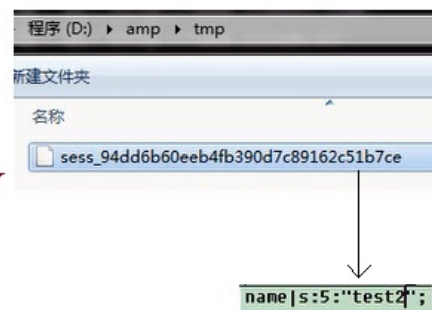 程序 (D:) ▸ amp ▸ tmp
新建文件夹
名称
sess_94dd6b60eeb4fb390d7c89162c51b7ce
name|s:5:"test2";